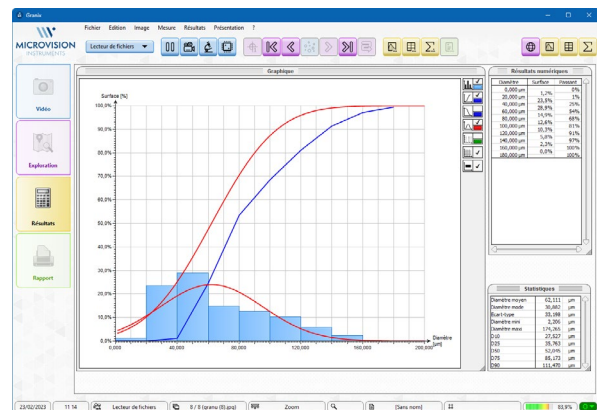 Granix
MICROVISION
INSTRUMENTS
Fichier Edition Image Mesure Résultats Présentation ?
Lecteur de fichiers
Vidéo
Exploration
Résultats
Rapport
Graphique
Surface [%]
100,0%
90,0%
80,0%
70,0%
60,0%
50,0%
40,0%
30,0%
20,0%
10,0%
0,0%
0,000 40,000 80,000 120,000 160,000 200,000
Diamètre
[µm]
Résultats numériques
Diamètre Surface Passant
0,000 µm 0%
1,2%
20,000 µm 1%
23,8%
40,000 µm 25%
28,9%
60,000 µm 54%
14,9%
80,000 µm 68%
12,6%
100,000 µm 81%
10,3%
120,000 µm 91%
5,8%
140,000 µm 97%
2,3%
160,000 µm 100%
0,0%
180,000 µm 100%
Statistiques
Diamètre moyen 62,111 µm
Diamètre mode 30,682 µm
Ecart-type 33,198 µm
Diamètre mini 2,206 µm
Diamètre maxi 174,265 µm
D10 27,527 µm
D25 35,763 µm
D50 52,045 µm
D75 85,173 µm
D90 111,470 µm
23/02/2023 11:14 Lecteur de fichiers 8 / 8 (granu (8).jpg) Zoom [Sans nom] 83,9%